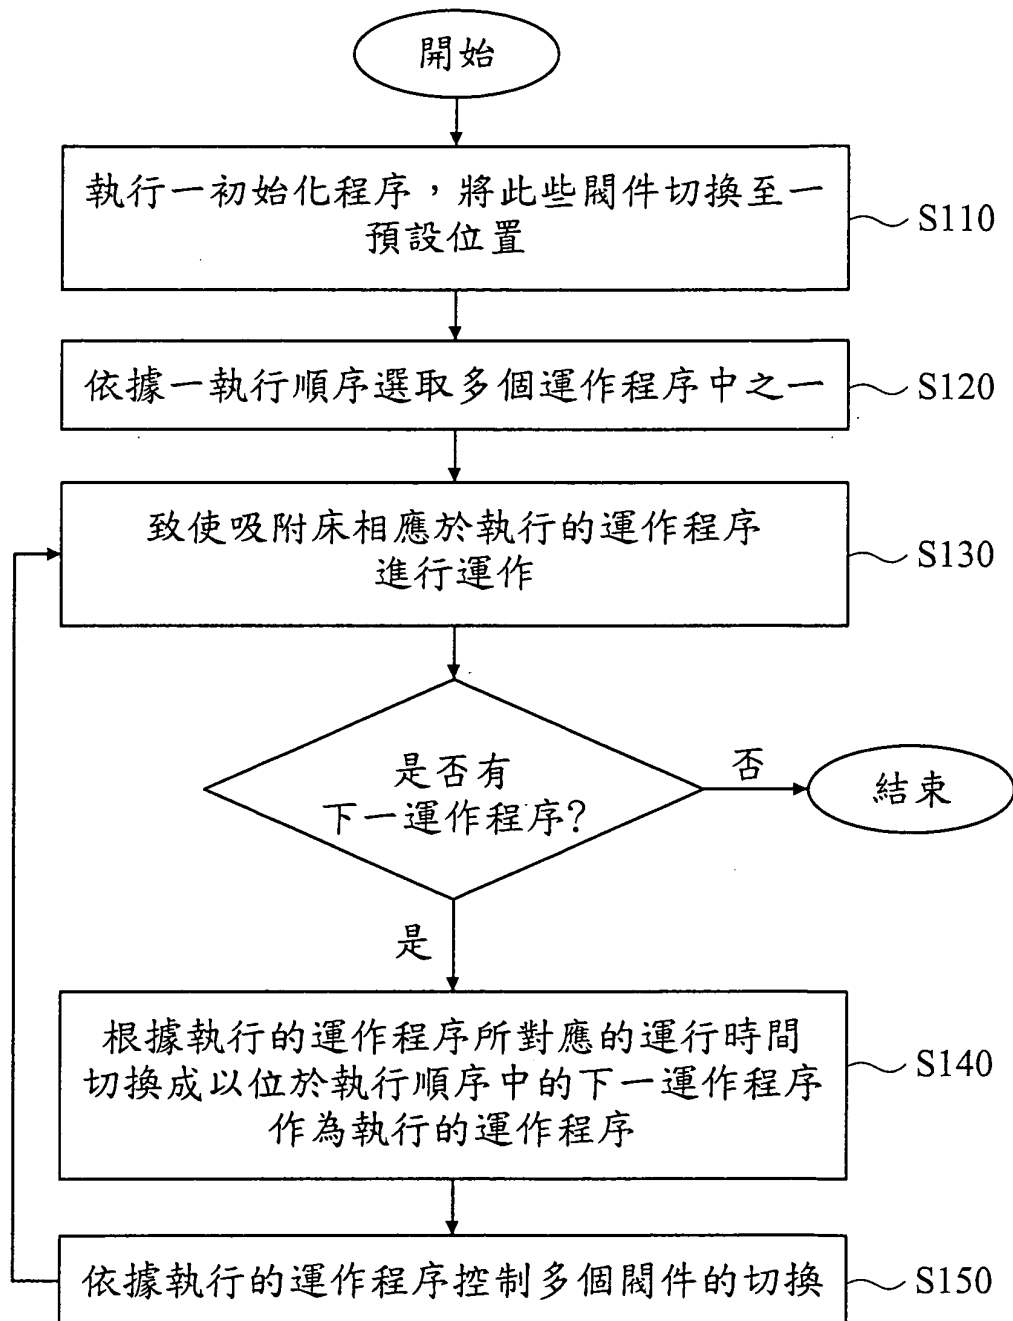 開始
執行一初始化程序，將此些閥件切換至一
預設位置
S110
依據一執行順序選取多個運作程序中之一
S120
致使吸附床相應於執行的運作程序
進行運作
S130
是否有
下一運作程序?
否
結束
是
根據執行的運作程序所對應的運行時間
切換成以位於執行順序中的下一運作程序
作為執行的運作程序
S140
依據執行的運作程序控制多個閥件的切換
S150